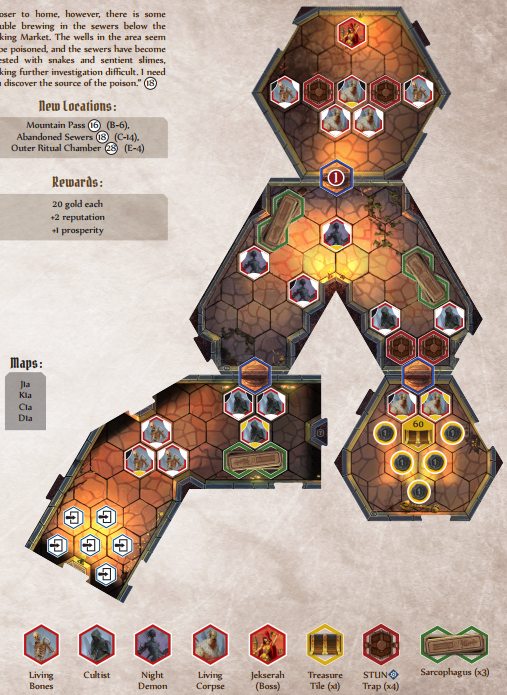 oser to home, however, there is some
uble brewing in the sewers below the
king Market. The wells in the area seem
be poisoned, and the sewers have become
ested with snakes and sentient slimes,
king further investigation difficult. I need
discover the source of the poison." 18
New Locations:
Mountain Pass 16 (B-6),
Abandoned Sewers 18 (C-14),
Outer Ritual Chamber 28 (E-4)
Rewards:
20 gold each
+2 reputation
+1 prosperity
1
60
Maps:
J1a
K1a
C1a
D1a
Living
Bones
Cultist
Night
Demon
Living
Corpse
Jekserah
(Boss)
Treasure
Tile (x1)
STUN
Trap (x4)
Sarcophagus (x3)